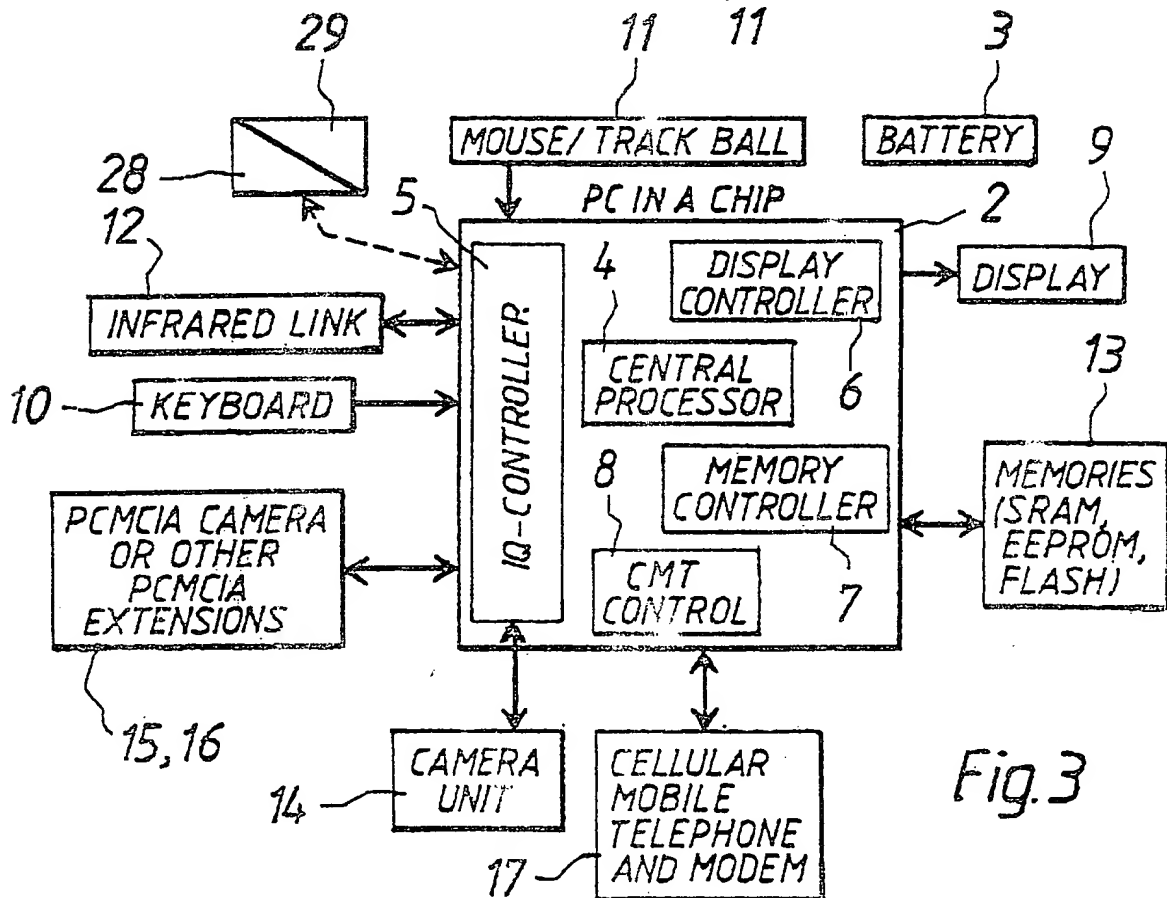 11
29
11
3
MOUSE/ TRACK BALL
BATTERY
28
9
12
5
PC IN A CHIP
2
4
DISPLAY
CONTROLLER
DISPLAY
INFRARED LINK
6
IQ-CONTROLLER
CENTRAL
PROCESSOR
10
KEYBOARD
13
8
MEMORY
CONTROLLER
MEMORIES
(SRAM,
EEPROM,
FLASH)
PCMCIA CAMERA
OR OTHER
PCMCIA
EXTENSIONS
7
CMT
CONTROL
15, 16
14
CAMERA
UNIT
CELLULAR
MOBILE
TELEPHONE
AND MODEM
17
Fig. 3